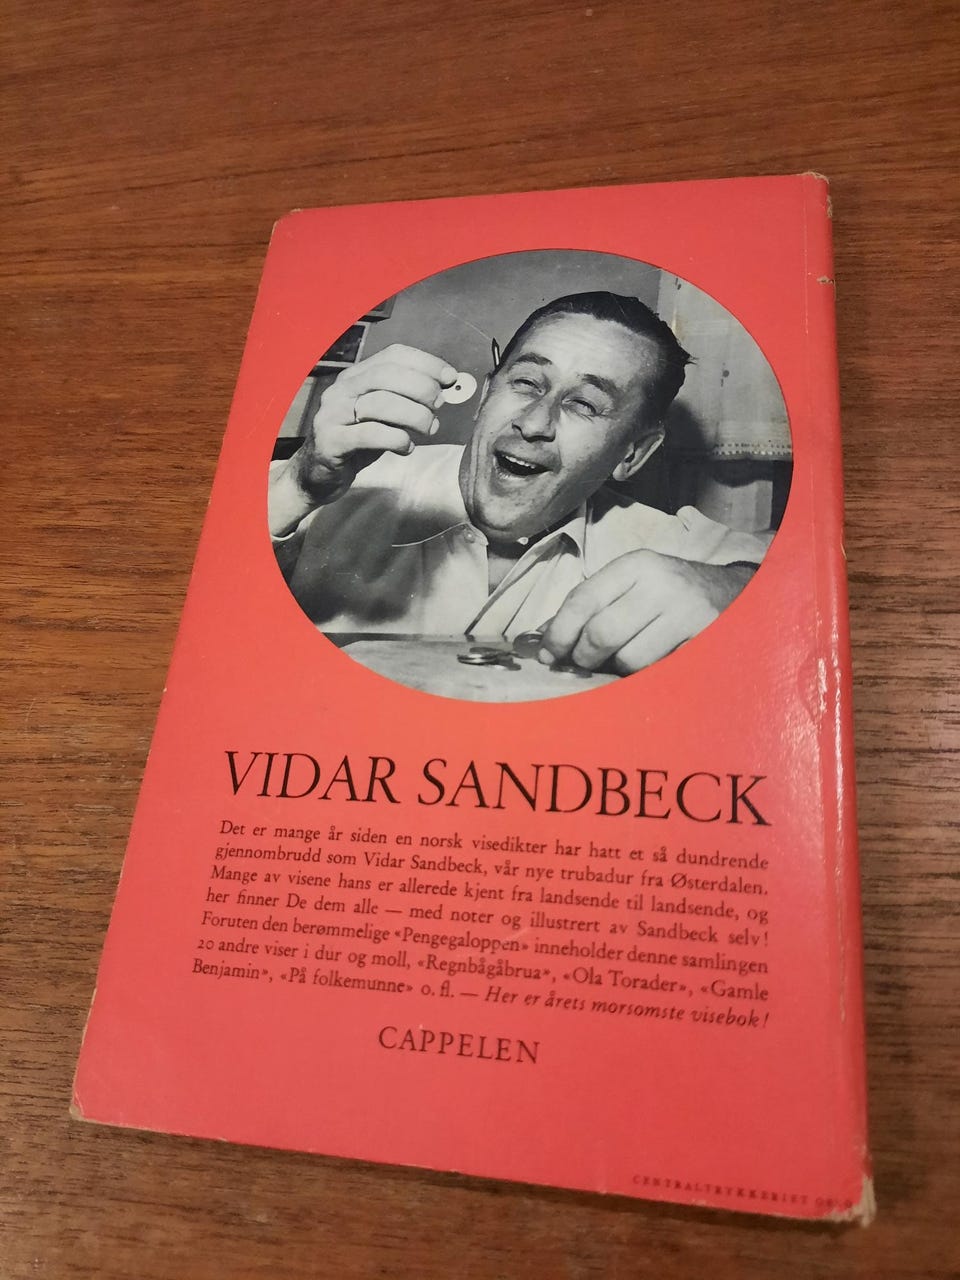 VIDAR SANDBECK
Det er mange år siden en norsk visedikter har hatt et så dundrende
gjennombrudd som Vidar Sandbeck, vår nye trubadur fra Østerdalen.
Mange av visene hans er allerede kjent fra landsende til landsende, og
her finner De dem alle — med noter og illustrert av Sandbeck selv!
Foruten den berømmelige «Pengegaloppen» inneholder denne samlingen
20 andre viser i dur og moll, «Regnbågåbrua», «Ola Torader», «Gamle
Benjamin», «På folkemunne» o. fl. — Her er årets morsomste visebok!
CAPPELEN
CENTRALTRYKKERIET OSLO